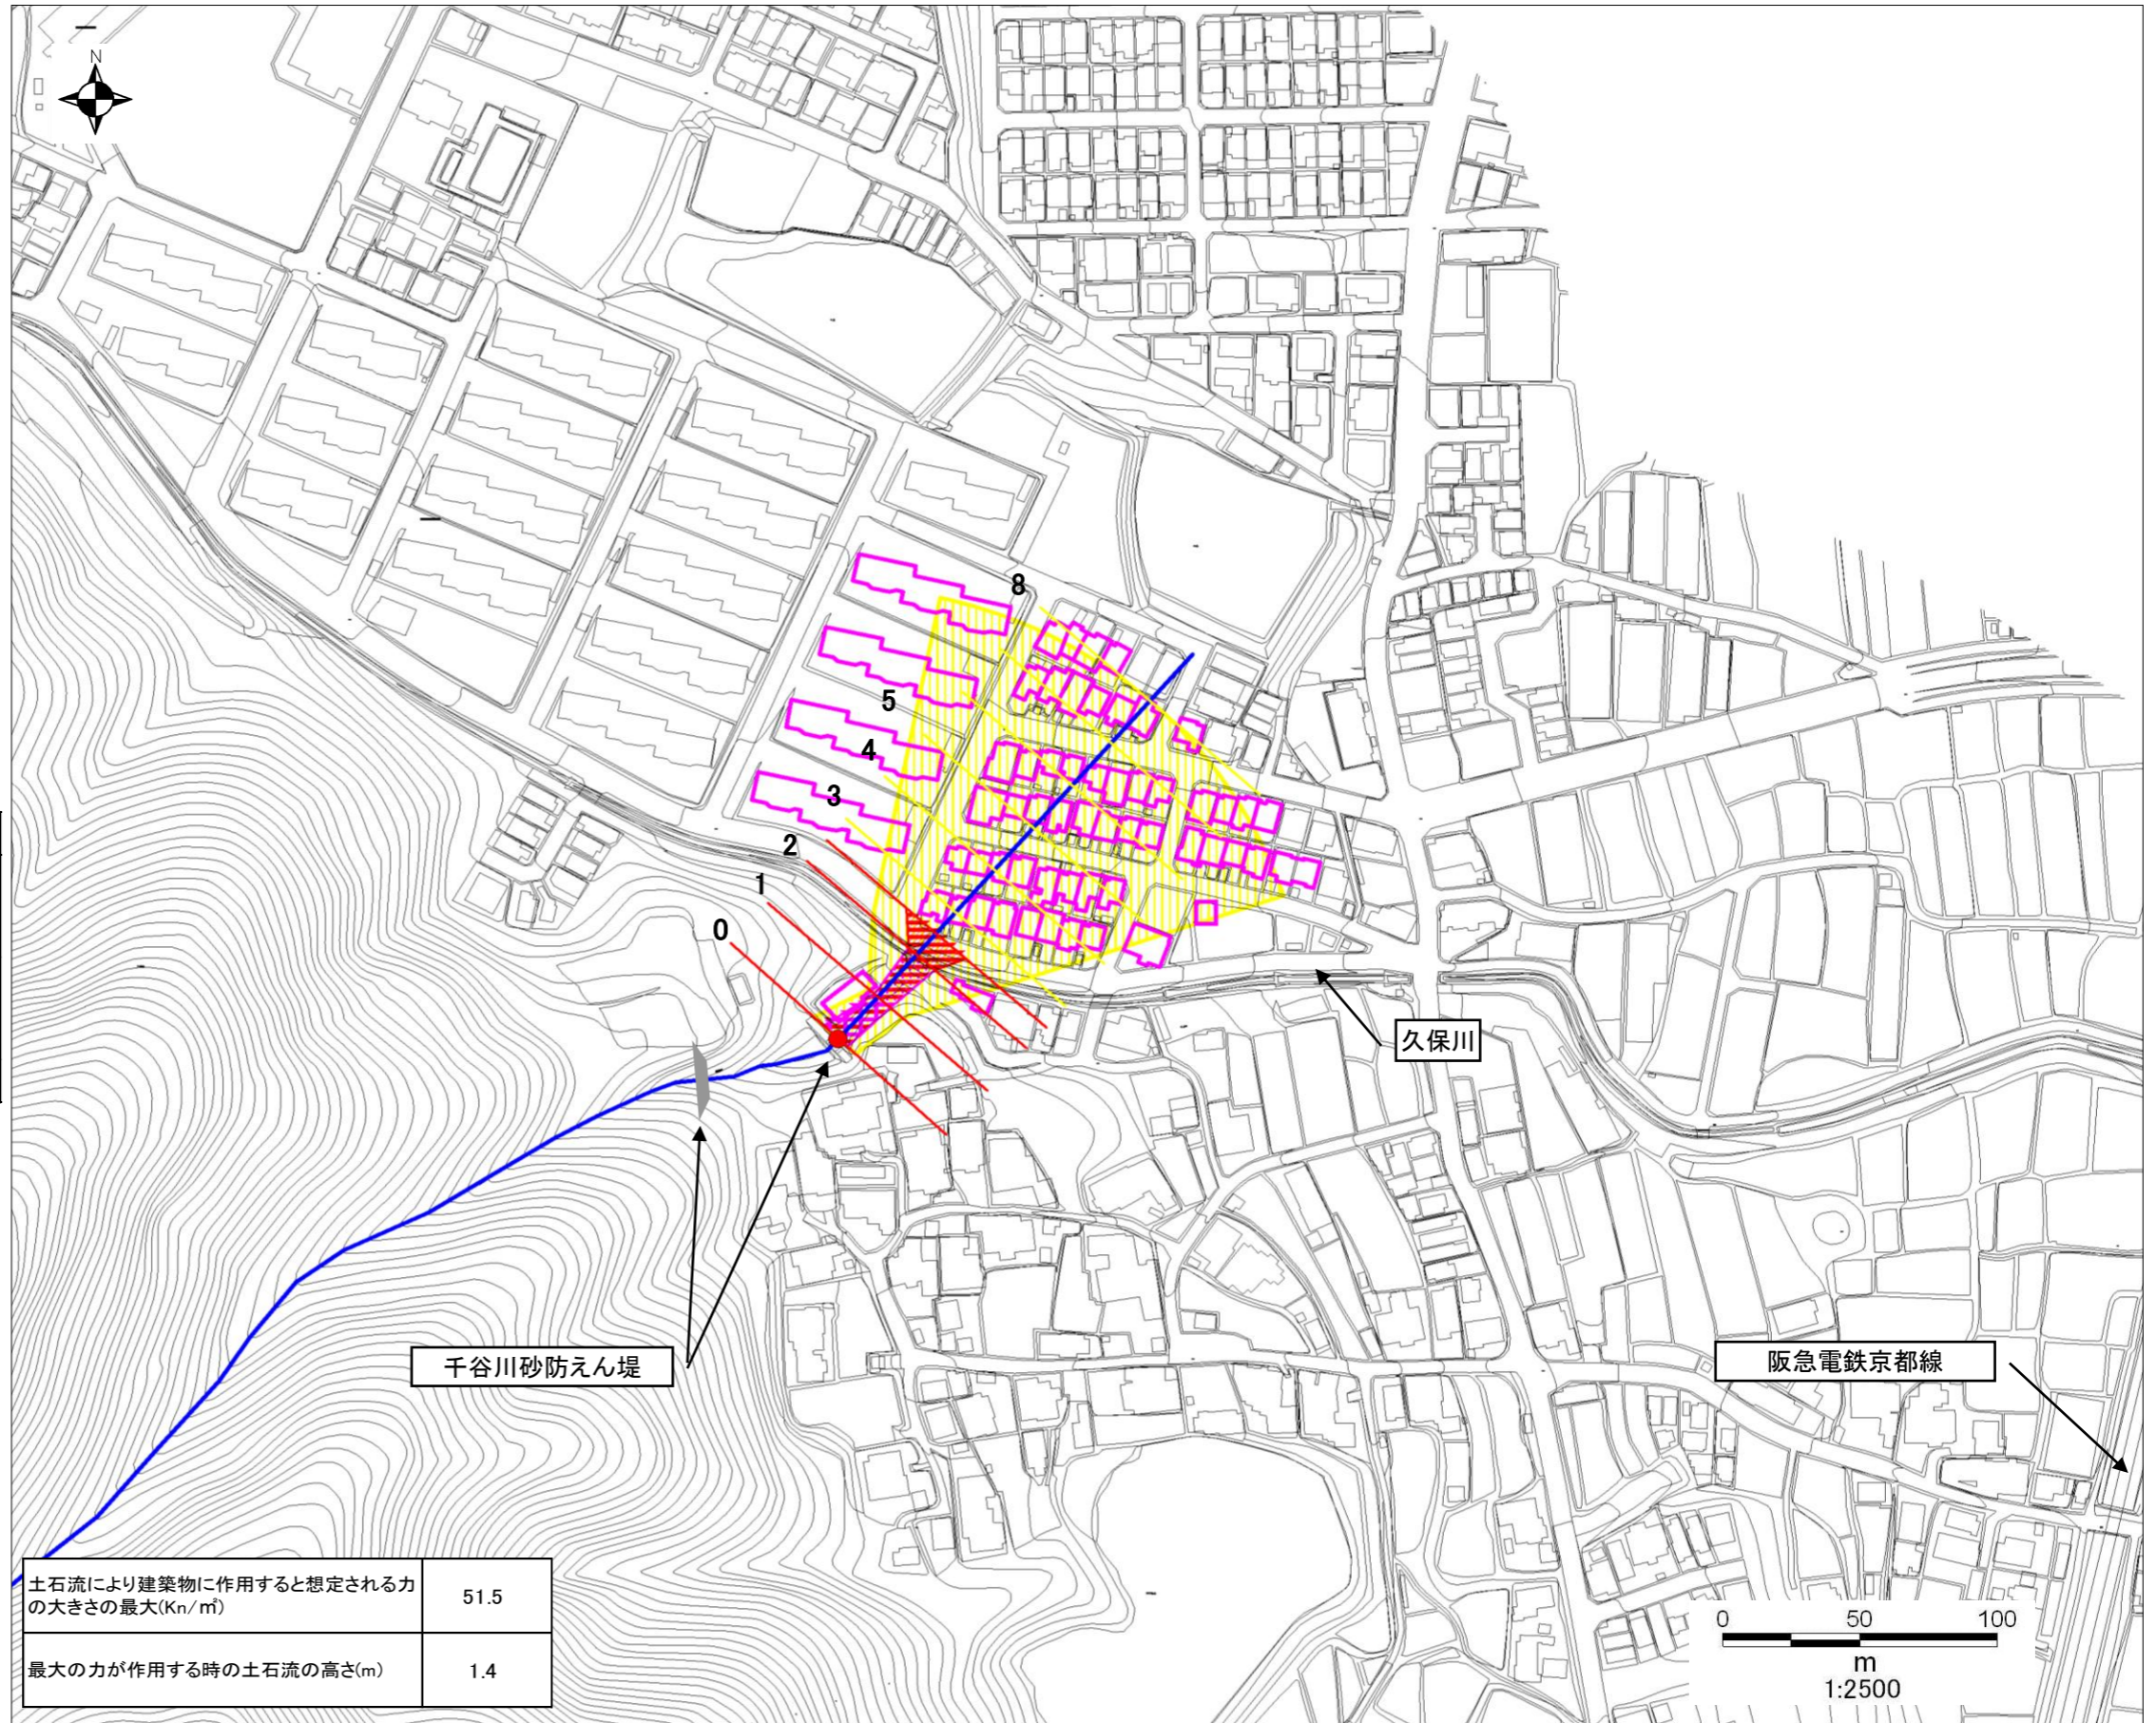 N
8
5
4
3
2
1
0
久保川
千谷川砂防えん堤
阪急電鉄京都線
土石流により建築物に作用すると想定される力
の大きさの最大(Kn/㎡)
51.5
最大の力が作用する時の土石流の高さ(m)
1.4
0 50 100
m
1:2500